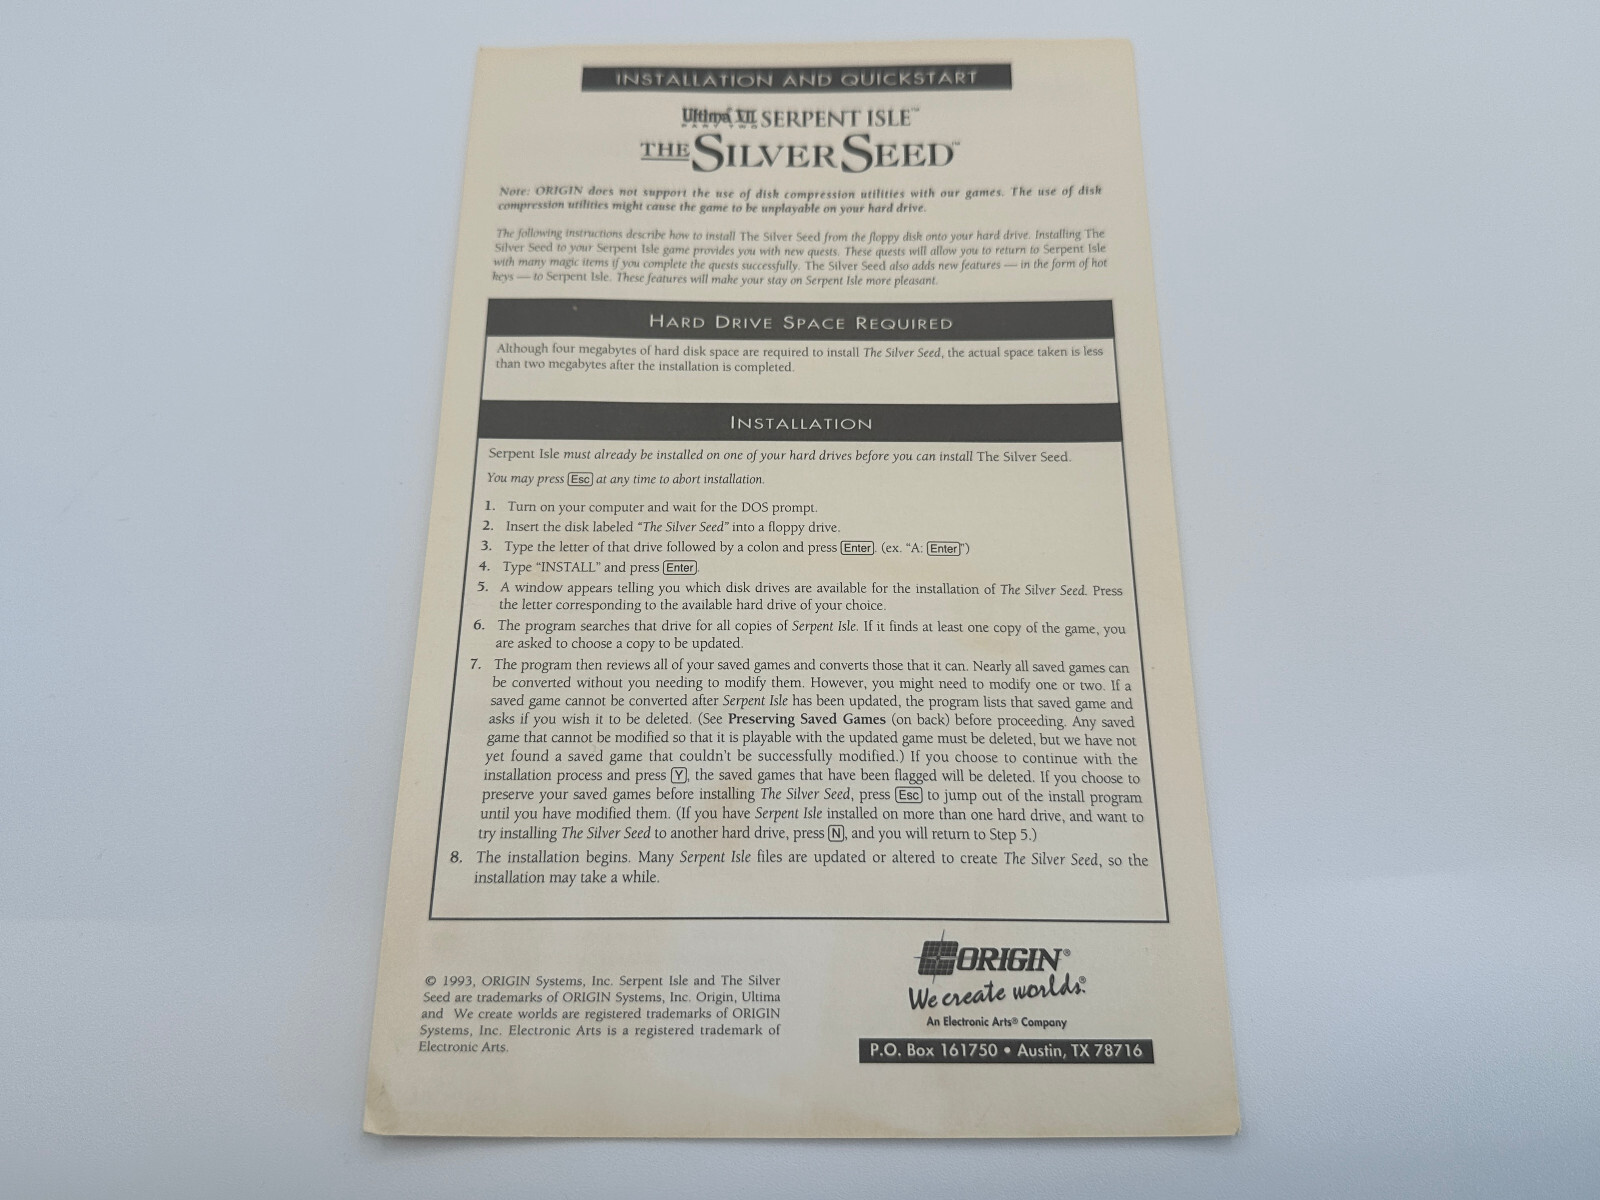 INSTALLATION AND QUICKSTART
Ultima VII SERPENT ISLE™
PART TWO
THE SILVER SEED™
Note: ORIGIN does not support the use of disk compression utilities with our games. The use of disk
compression utilities might cause the game to be unplayable on your hard drive.
The following instructions describe how to install The Silver Seed from the floppy disk onto your hard drive. Installing The
Silver Seed to your Serpent Isle game provides you with new quests. These quests will allow you to return to Serpent Isle
with many magic items if you complete the quests successfully. The Silver Seed also adds new features — in the form of hot
keys — to Serpent Isle. These features will make your stay on Serpent Isle more pleasant.
HARD DRIVE SPACE REQUIRED
Although four megabytes of hard disk space are required to install The Silver Seed, the actual space taken is less
than two megabytes after the installation is completed.
INSTALLATION
Serpent Isle must already be installed on one of your hard drives before you can install The Silver Seed.
You may press Esc at any time to abort installation.
1. Turn on your computer and wait for the DOS prompt.
2. Insert the disk labeled “The Silver Seed” into a floppy drive.
3. Type the letter of that drive followed by a colon and press Enter. (ex. “A: Enter”)
4. Type “INSTALL” and press Enter.
5. A window appears telling you which disk drives are available for the installation of The Silver Seed. Press
the letter corresponding to the available hard drive of your choice.
6. The program searches that drive for all copies of Serpent Isle. If it finds at least one copy of the game, you
are asked to choose a copy to be updated.
7. The program then reviews all of your saved games and converts those that it can. Nearly all saved games can
be converted without you needing to modify them. However, you might need to modify one or two. If a
saved game cannot be converted after Serpent Isle has been updated, the program lists that saved game and
asks if you wish it to be deleted. (See Preserving Saved Games (on back) before proceeding. Any saved
game that cannot be modified so that it is playable with the updated game must be deleted, but we have not
yet found a saved game that couldn't be successfully modified.) If you choose to continue with the
installation process and press Y, the saved games that have been flagged will be deleted. If you choose to
preserve your saved games before installing The Silver Seed, press Esc to jump out of the install program
until you have modified them. (If you have Serpent Isle installed on more than one hard drive, and want to
try installing The Silver Seed to another hard drive, press N, and you will return to Step 5.)
8. The installation begins. Many Serpent Isle files are updated or altered to create The Silver Seed, so the
installation may take a while.
© 1993, ORIGIN Systems, Inc. Serpent Isle and The Silver
Seed are trademarks of ORIGIN Systems, Inc. Origin, Ultima
and We create worlds are registered trademarks of ORIGIN
Systems, Inc. Electronic Arts is a registered trademark of
Electronic Arts.
ORIGIN®
We create worlds.®
An Electronic Arts® Company
P.O. Box 161750 • Austin, TX 78716